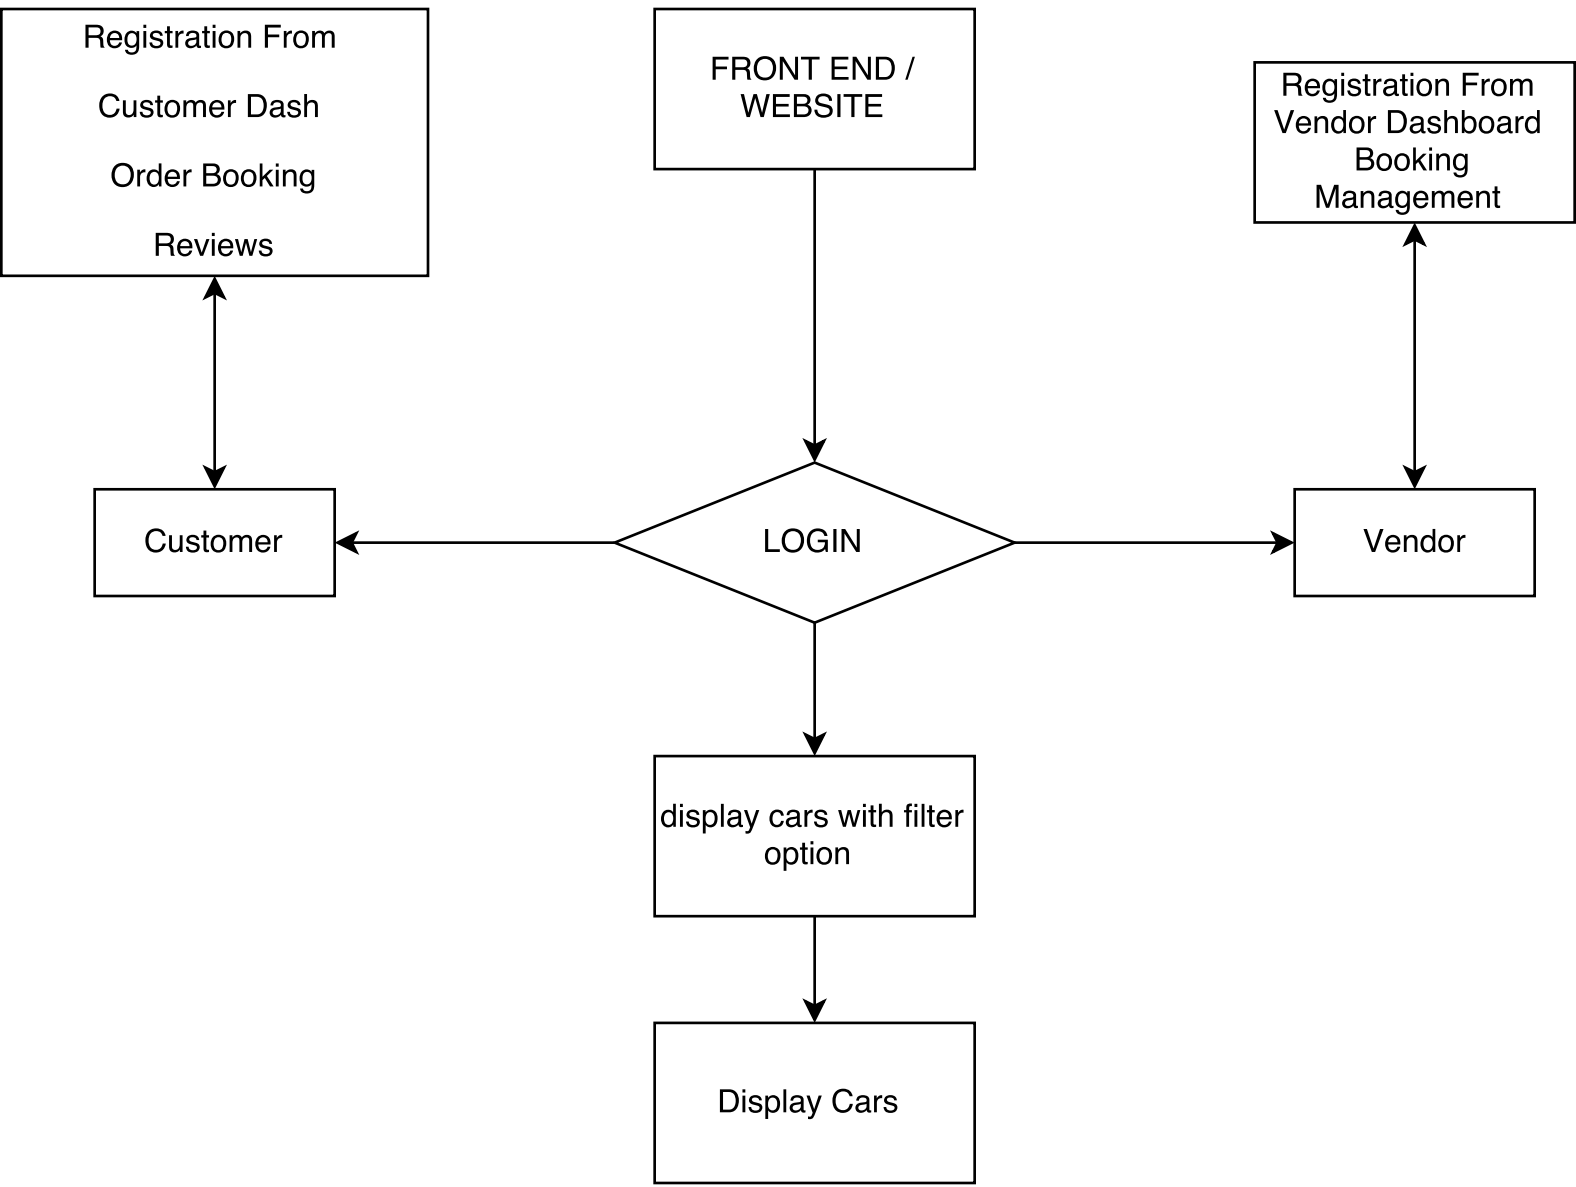 Registration From
Customer Dash
Order Booking
Reviews
FRONT END /
WEBSITE
Registration From
Vendor Dashboard
Booking
Management
Customer
LOGIN
Vendor
display cars with filter
option
Display Cars